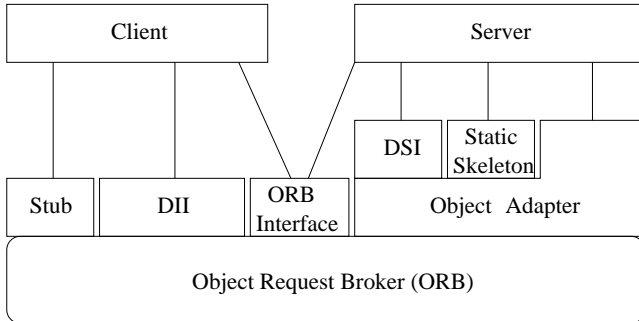 Client
Server
DSI
Static
Skeleton
Stub
DII
ORB
Interface
Object Adapter
Object Request Broker (ORB)